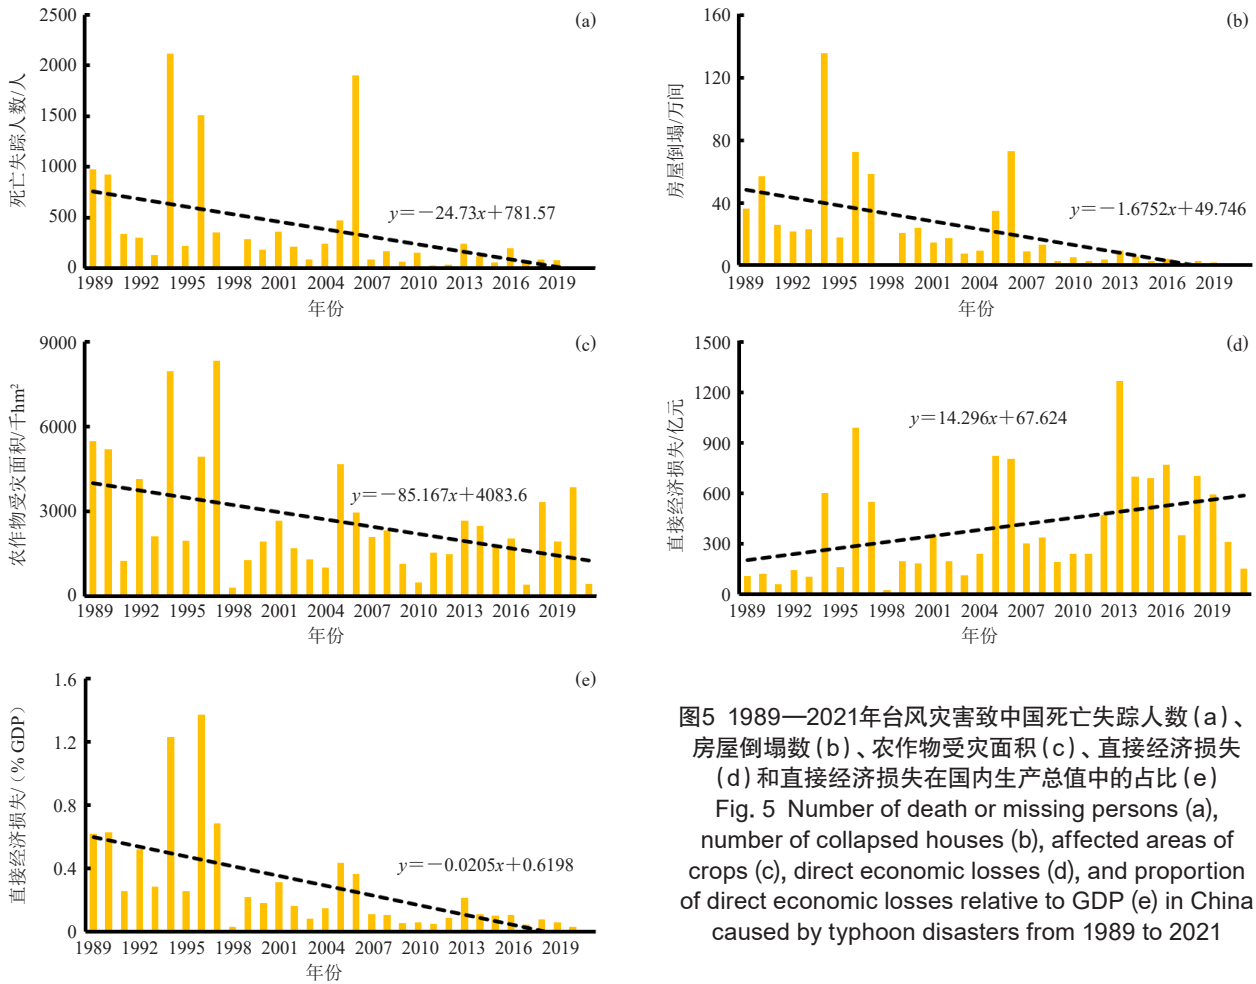 (a)
死亡失踪人数/人
2500
2000
1500
1000
500
0
y＝－24.73x＋781.57
1989 1992 1995 1998 2001 2004 2007 2010 2013 2016 2019
年份
(b)
房屋倒塌/万间
160
120
80
40
0
y＝－1.6752x＋49.746
1989 1992 1995 1998 2001 2004 2007 2010 2013 2016 2019
年份
(c)
农作物受灾面积/千hm²
9000
6000
3000
0
y＝－85.167x＋4083.6
1989 1992 1995 1998 2001 2004 2007 2010 2013 2016 2019
年份
(d)
直接经济损失/亿元
1500
1200
900
600
300
0
y＝14.296x＋67.624
1989 1992 1995 1998 2001 2004 2007 2010 2013 2016 2019
年份
(e)
直接经济损失/（% GDP）
1.6
1.2
0.8
0.4
0
y＝－0.0205x＋0.6198
1989 1992 1995 1998 2001 2004 2007 2010 2013 2016 2019
年份
图5 1989—2021年台风灾害致中国死亡失踪人数(a)、
房屋倒塌数(b)、农作物受灾面积(c)、直接经济损失
(d)和直接经济损失在国内生产总值中的占比(e)
Fig. 5 Number of death or missing persons (a),
number of collapsed houses (b), affected areas of
crops (c), direct economic losses (d), and proportion
of direct economic losses relative to GDP (e) in China
caused by typhoon disasters from 1989 to 2021